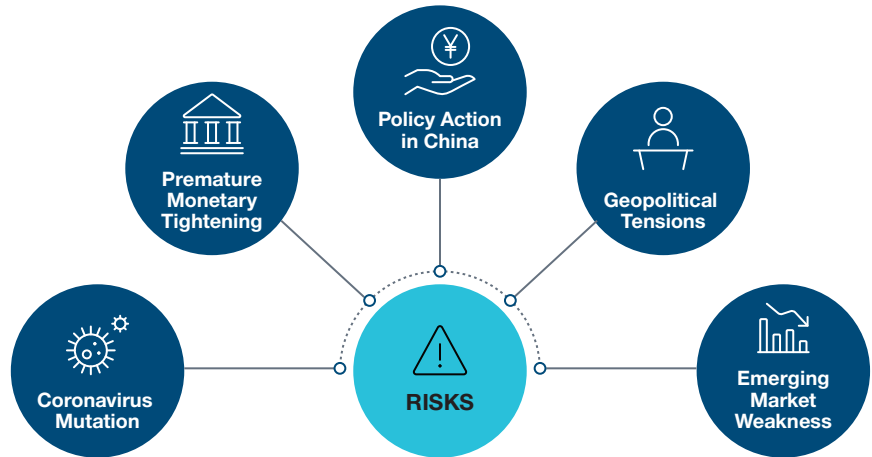 ¥
Policy Action
in China
Premature
Monetary
Tightening
Geopolitical
Tensions
Coronavirus
Mutation
RISKS
Emerging
Market
Weakness